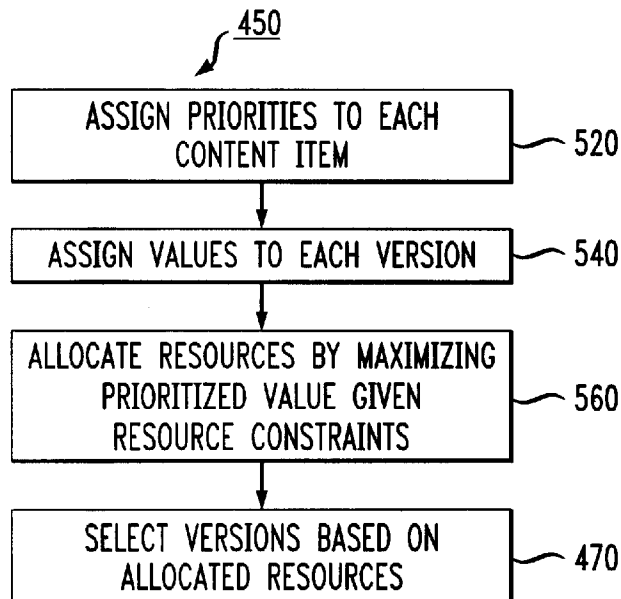 450
ASSIGN PRIORITIES TO EACH
CONTENT ITEM
520
ASSIGN VALUES TO EACH VERSION
540
ALLOCATE RESOURCES BY MAXIMIZING
PRIORITIZED VALUE GIVEN
RESOURCE CONSTRAINTS
560
SELECT VERSIONS BASED ON
ALLOCATED RESOURCES
470